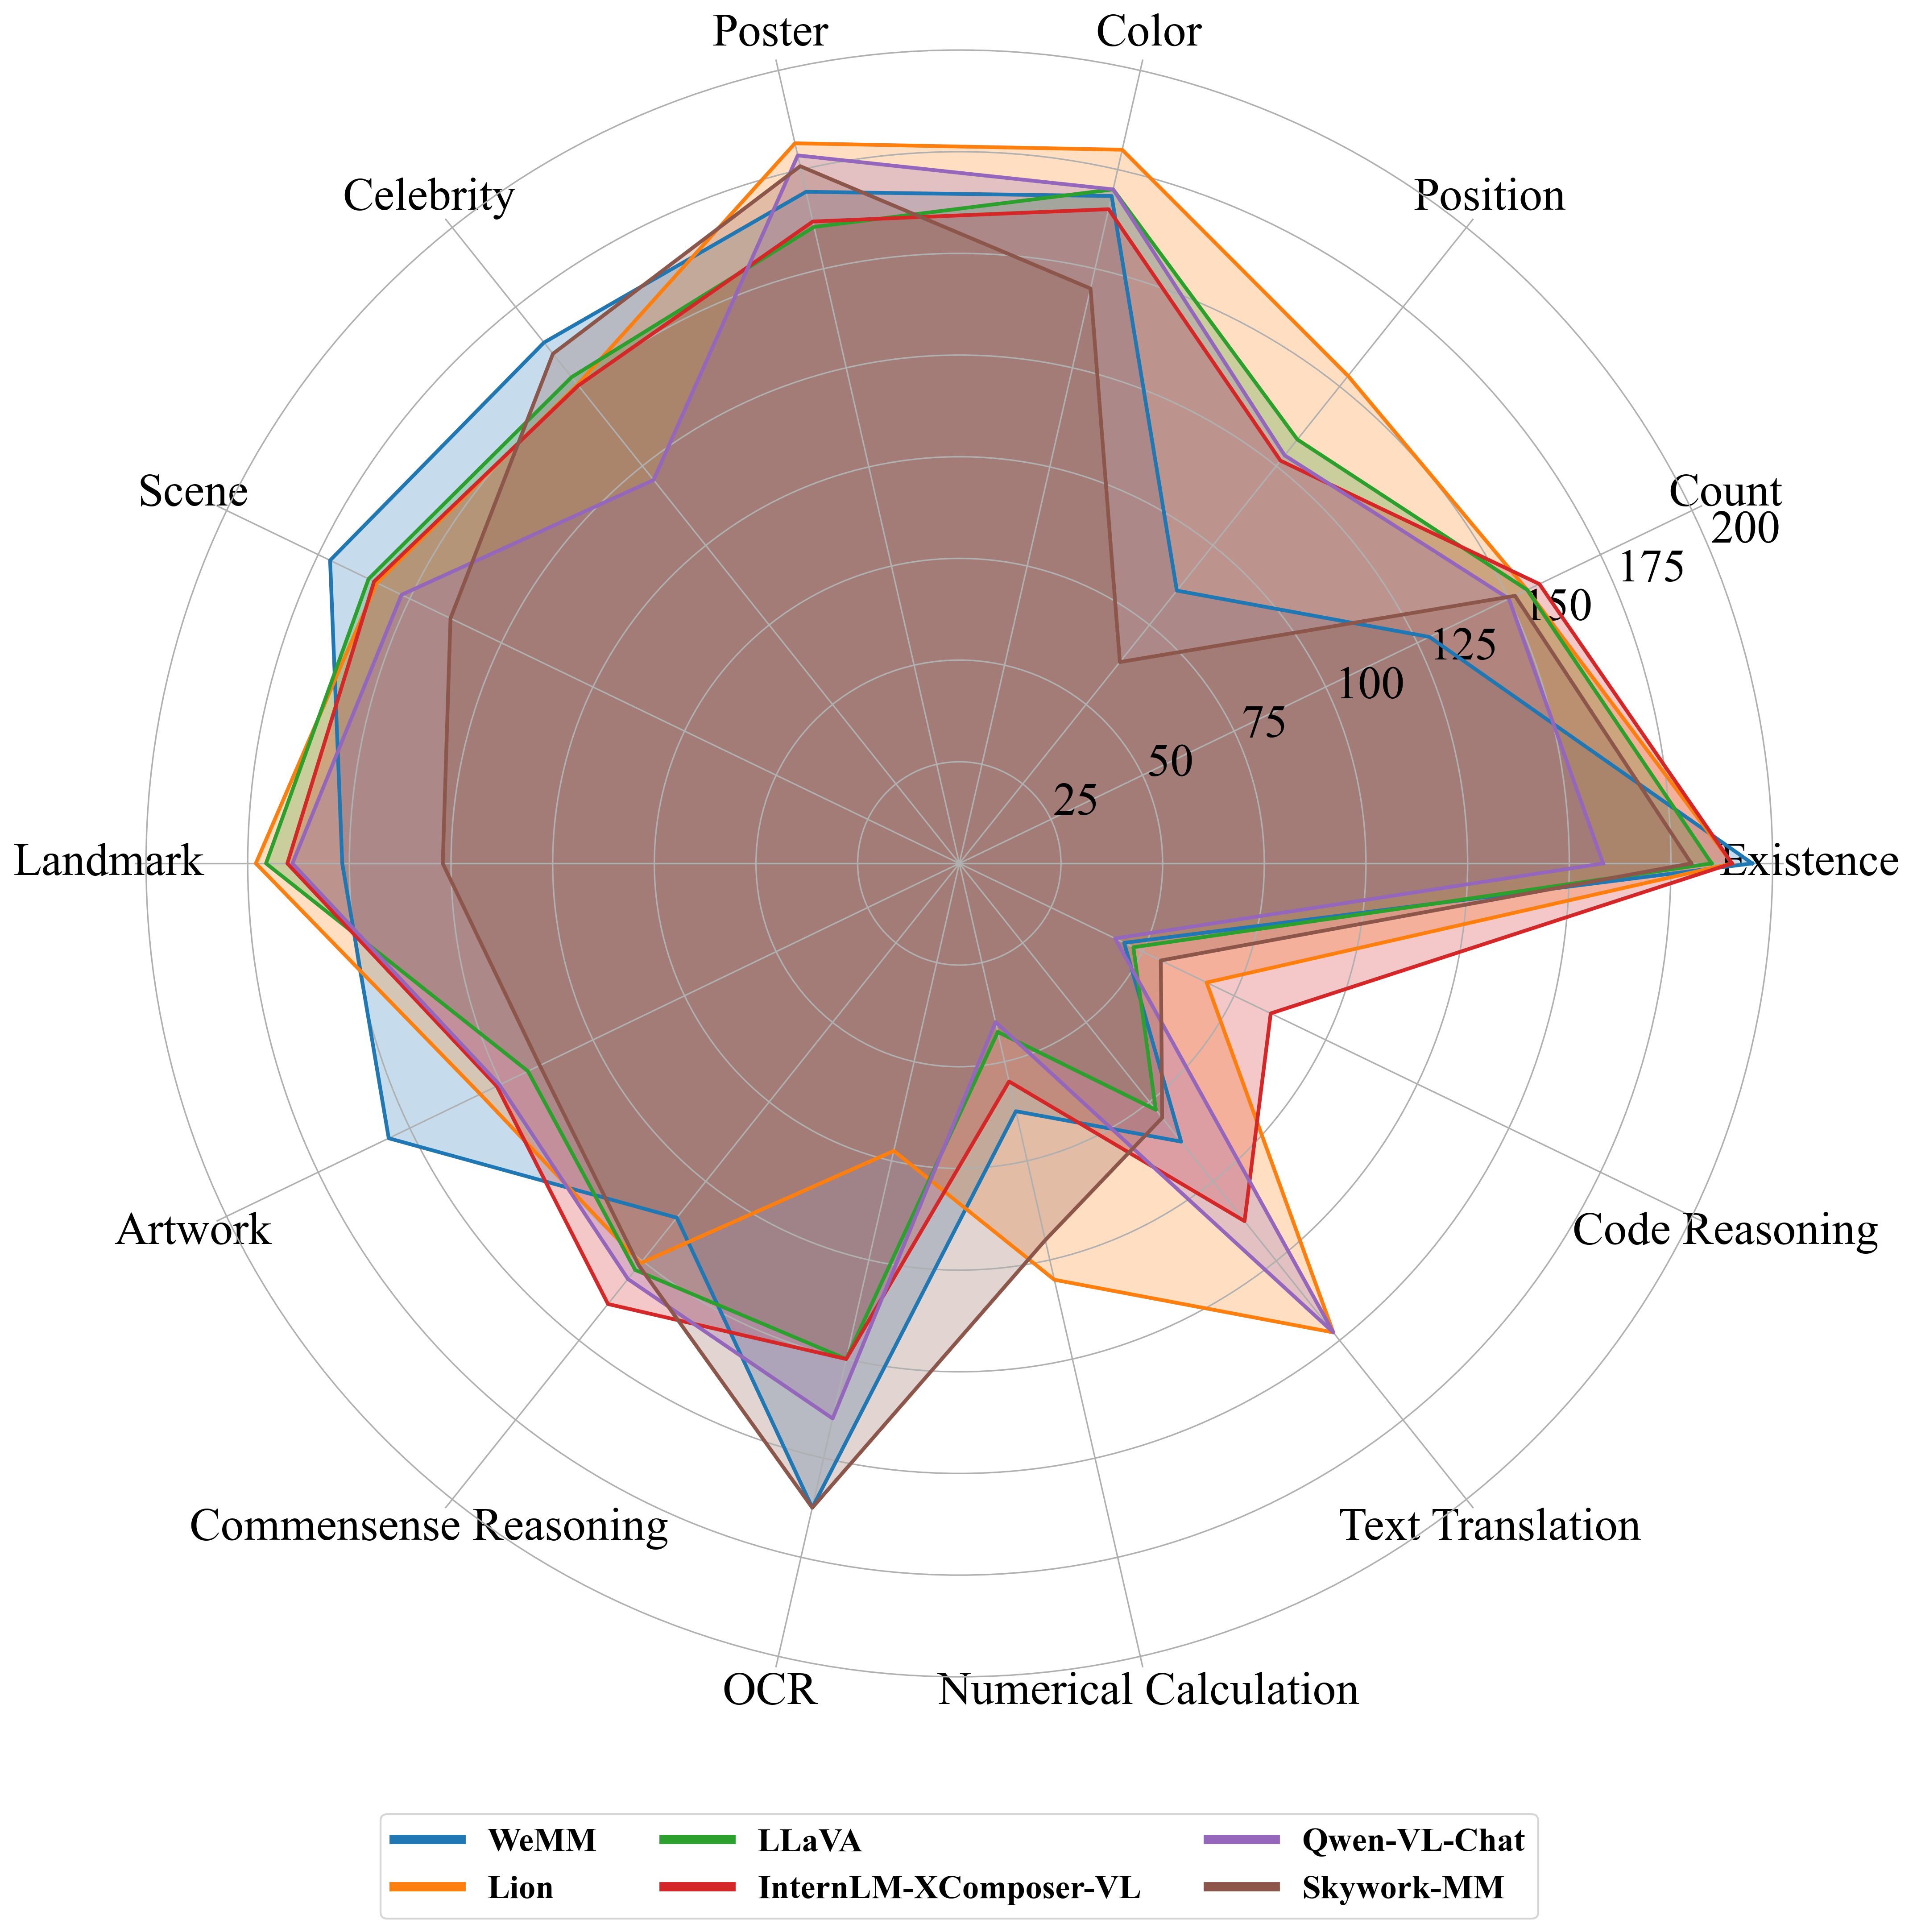 Poster
Color
Celebrity
Position
Scene
Count
200
175
150
125
100
75
50
25
Landmark
Existence
Artwork
Code Reasoning
Commensense Reasoning
Text Translation
OCR
Numerical Calculation
WeMM
LLaVA
Qwen-VL-Chat
Lion
InternLM-XComposer-VL
Skywork-MM